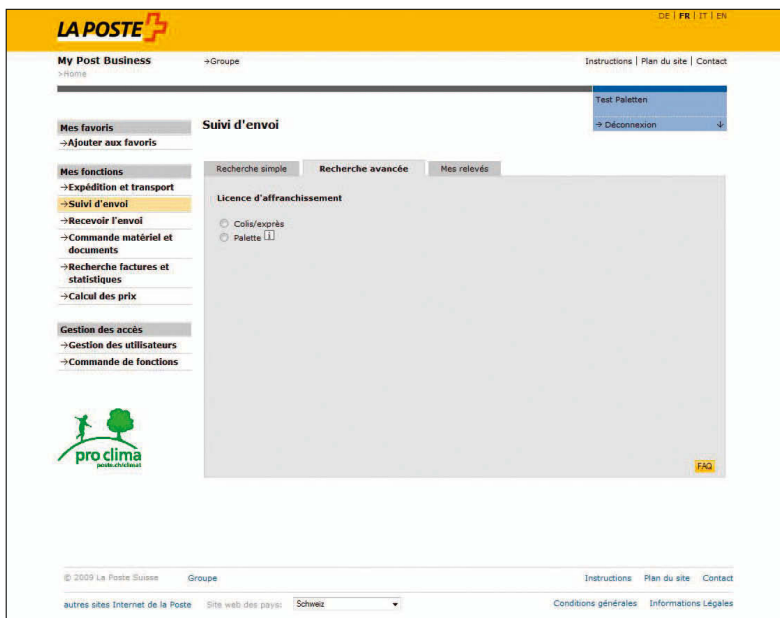 DE | FR | IT | EN
LA POSTE
My Post Business
→Groupe
Instructions | Plan du site | Contact
>Home
Test Paletten
→ Déconnexion
Mes favoris
→Ajouter aux favoris
Mes fonctions
→Expédition et transport
→Suivi d'envoi
→Recevoir l'envoi
→Commande matériel et
documents
→Recherche factures et
statistiques
→Calcul des prix
Gestion des accès
→Gestion des utilisateurs
→Commande de fonctions
pro clima
poste.ch/climat
Suivi d'envoi
Recherche simple
Recherche avancée
Mes relevés
Licence d'affranchissement
Colis/exprès
Palette i
FAQ
© 2009 La Poste Suisse
Groupe
Instructions Plan du site Contact
autres sites Internet de la Poste
Site web des pays: Schweiz
Conditions générales Informations Légales